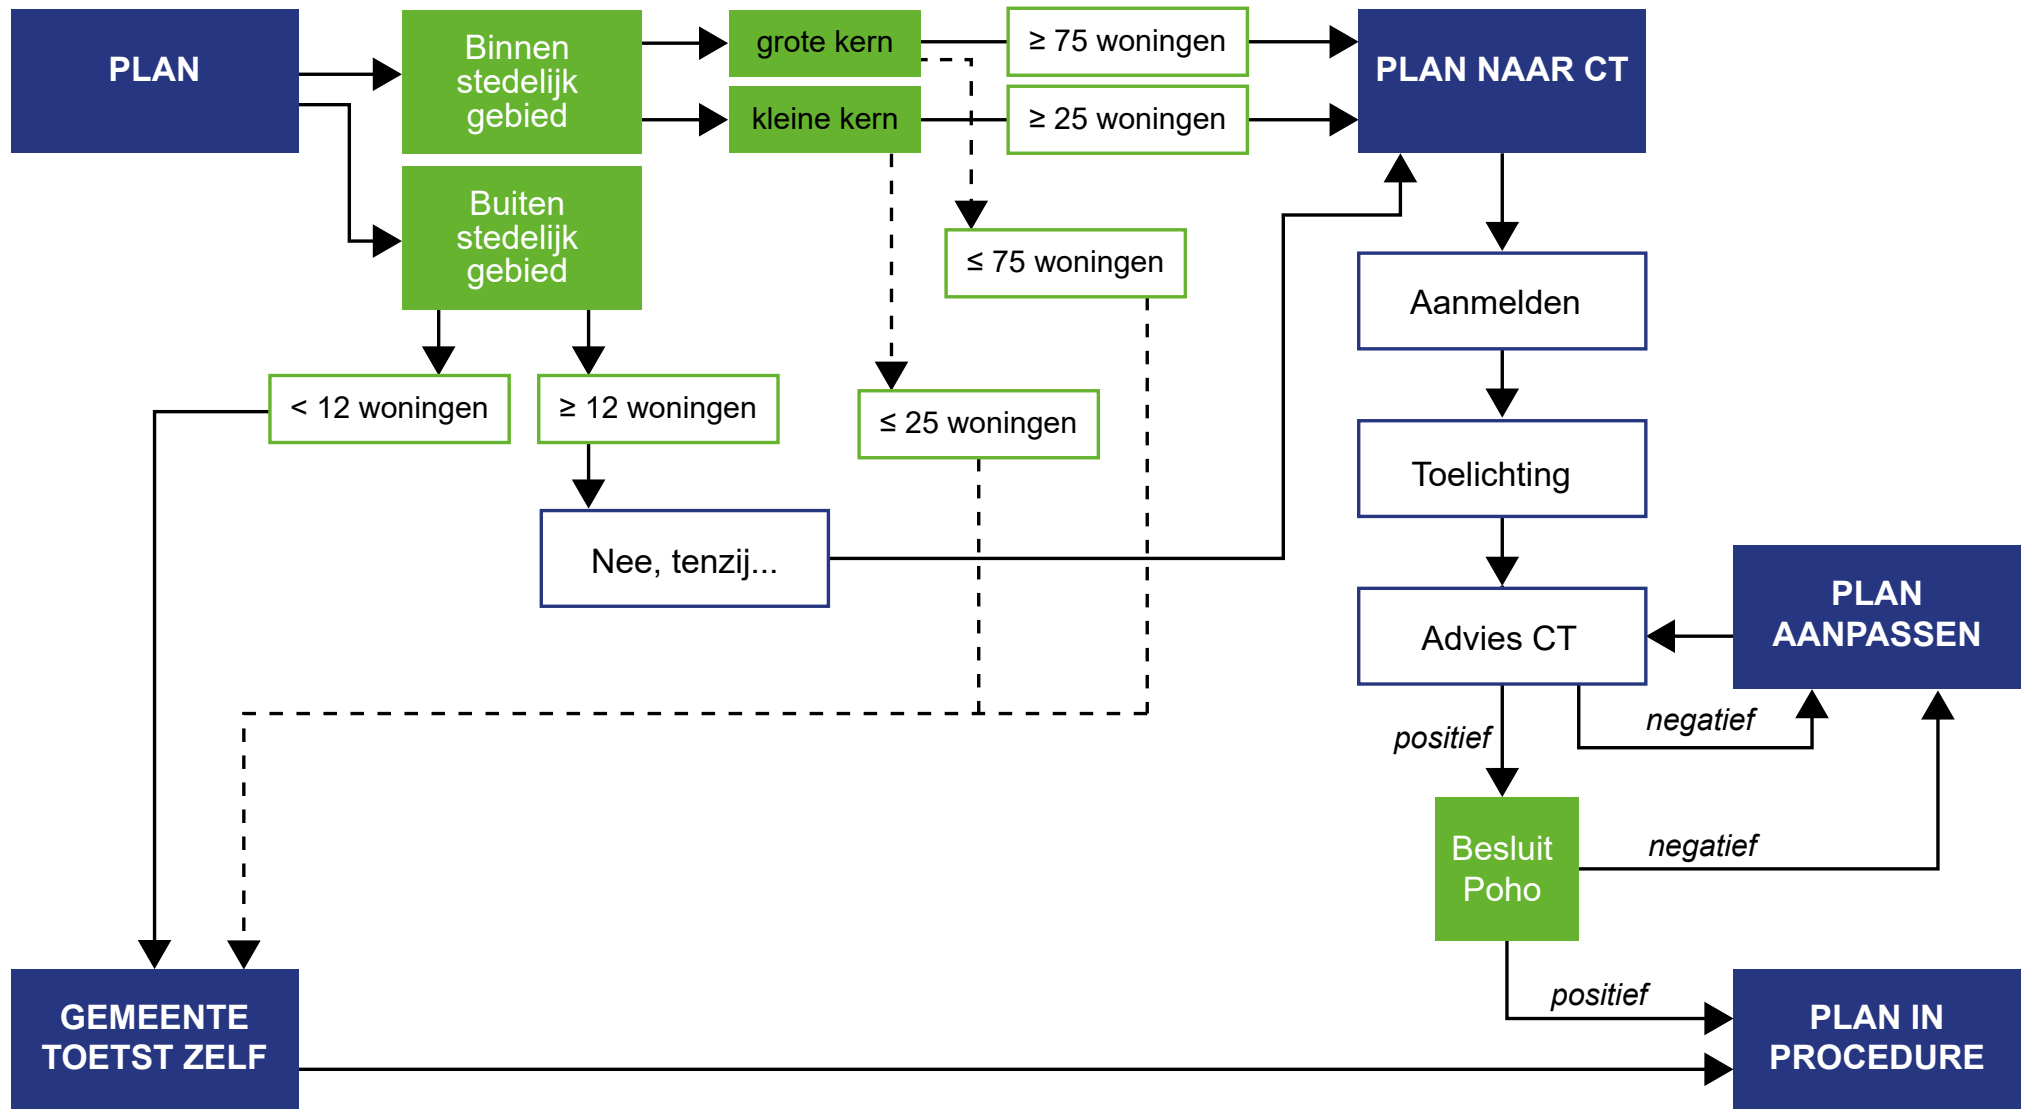 PLAN
Binnen
stedelijk
gebied
grote kern
≥ 75 woningen
PLAN NAAR CT
kleine kern
≥ 25 woningen
Buiten
stedelijk
gebied
≤ 75 woningen
Aanmelden
< 12 woningen
≥ 12 woningen
≤ 25 woningen
Toelichting
Nee, tenzij...
Advies CT
PLAN
AANPASSEN
positief
negatief
Besluit
Poho
negatief
positief
GEMEENTE
TOETST ZELF
PLAN IN
PROCEDURE